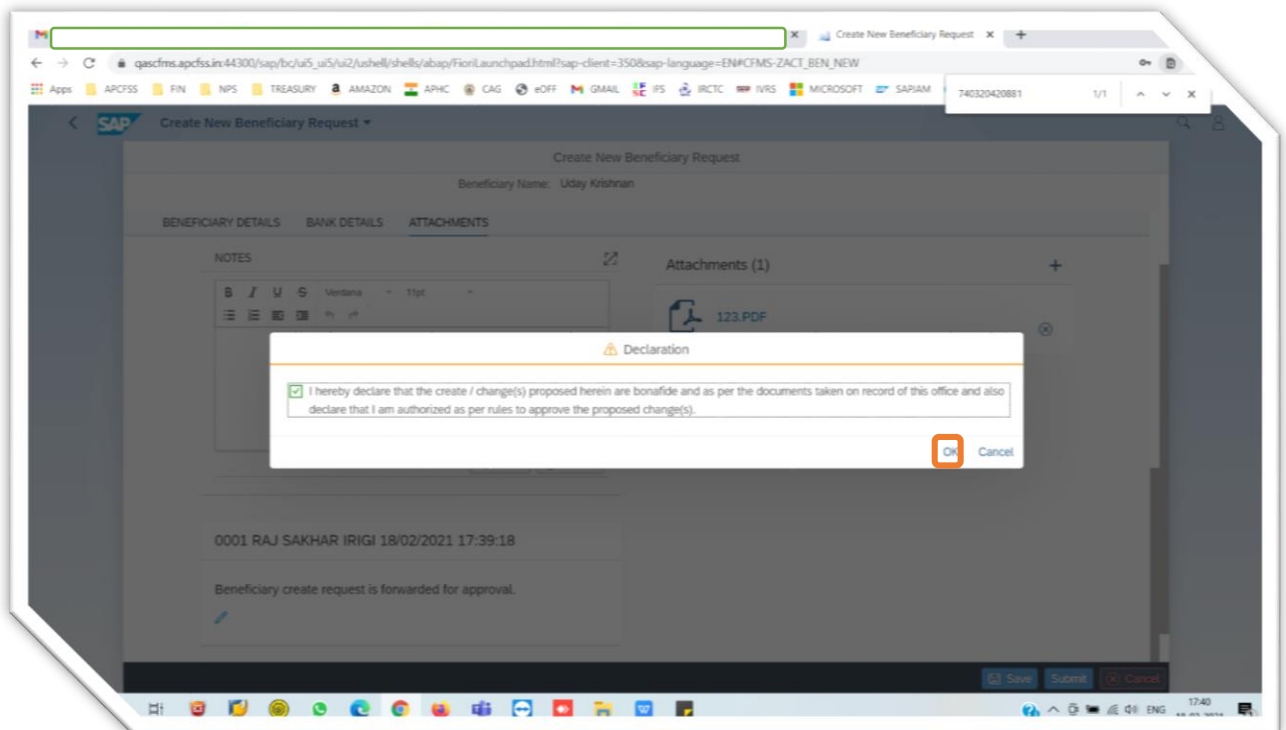 Create New Beneficiary Request
qascfms.apcfss.in:44300/sap/bc/ui5_ui5/ui2/ushell/shells/abap/FioriLaunchpad.html?sap-client=350&sap-language=EN#CFMS-ZACT_BEN_NEW
Apps APCFSS FIN NPS TREASURY AMAZON APHC CAG eOFF GMAIL IFS IRCTC IVRS MICROSOFT SAPJAM
740320420881 1/1
SAP Create New Beneficiary Request
Create New Beneficiary Request
Beneficiary Name: Uday Krishnan
BENEFICIARY DETAILS BANK DETAILS ATTACHMENTS
NOTES
Attachments (1)
B I U S Verdana 11pt
123.PDF
Declaration
I hereby declare that the create / change(s) proposed herein are bonafide and as per the documents taken on record of this office and also
declare that I am authorized as per rules to approve the proposed change(s).
OK Cancel
0001 RAJ SAKHAR IRIGI 18/02/2021 17:39:18
Beneficiary create request is forwarded for approval.
Save Submit Cancel
ENG 17:40